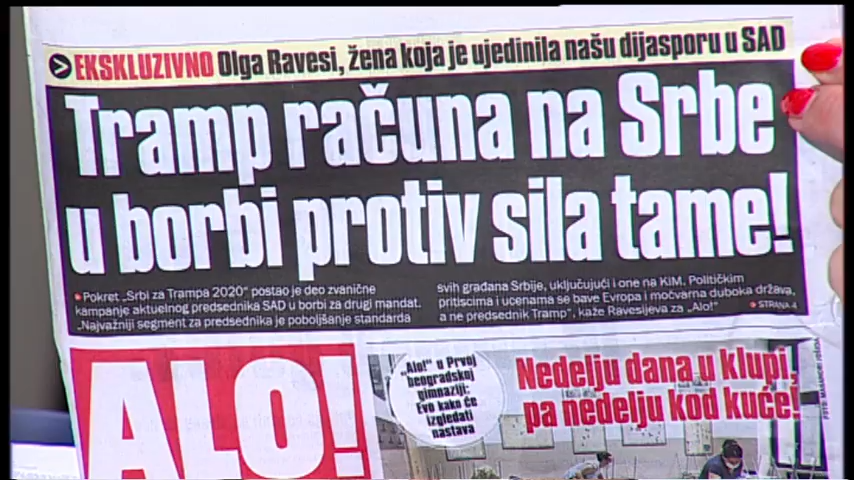 EKSKLUZIVNO Olga Ravesi, žena koja je ujedinila našu dijasporu u SAD
Tramp računa na Srbe
u borbi protiv sila tame!
Pokret „Srbi za Trampa 2020“ postao je deo zvanične
kampanje aktuelnog predsednika SAD u borbi za drugi mandat.
„Najvažniji segment za predsednika je poboljšanje standarda
svih građana Srbije, uključujući i one na KiM. Političkim
pritiscima i ucenama se bave Evropa i močvarna duboka država,
a ne predsednik Tramp“, kaže Ravesijeva za „Alo!“
STRANA 4
ALO!
„Alo!“ u Prvoj
beogradskoj
gimnaziji:
Evo kako će
izgledati
nastava
Nedelju dana u klupi,
pa nedelju kod kuće!